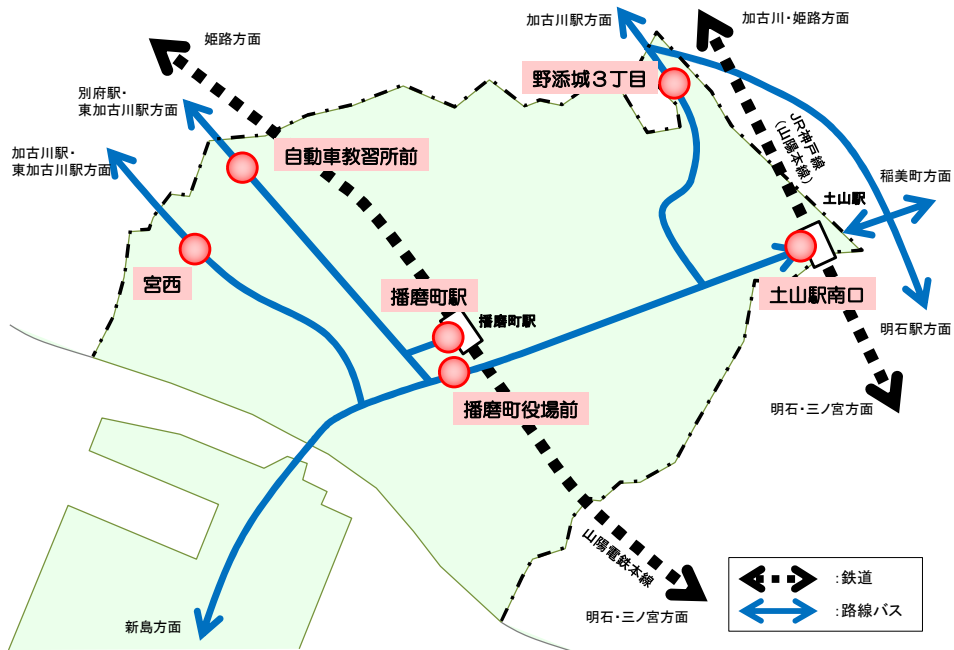 姫路方面
加古川駅方面
加古川・姫路方面
野添城３丁目
別府駅・
東加古川駅方面
JR神戸線
(山陽本線)
加古川駅・
東加古川駅方面
自動車教習所前
稲美町方面
土山駅
宮西
播磨町駅
土山駅南口
播磨町駅
明石駅方面
播磨町役場前
明石・三ノ宮方面
山陽電鉄本線
:鉄道
:路線バス
新島方面
明石・三ノ宮方面